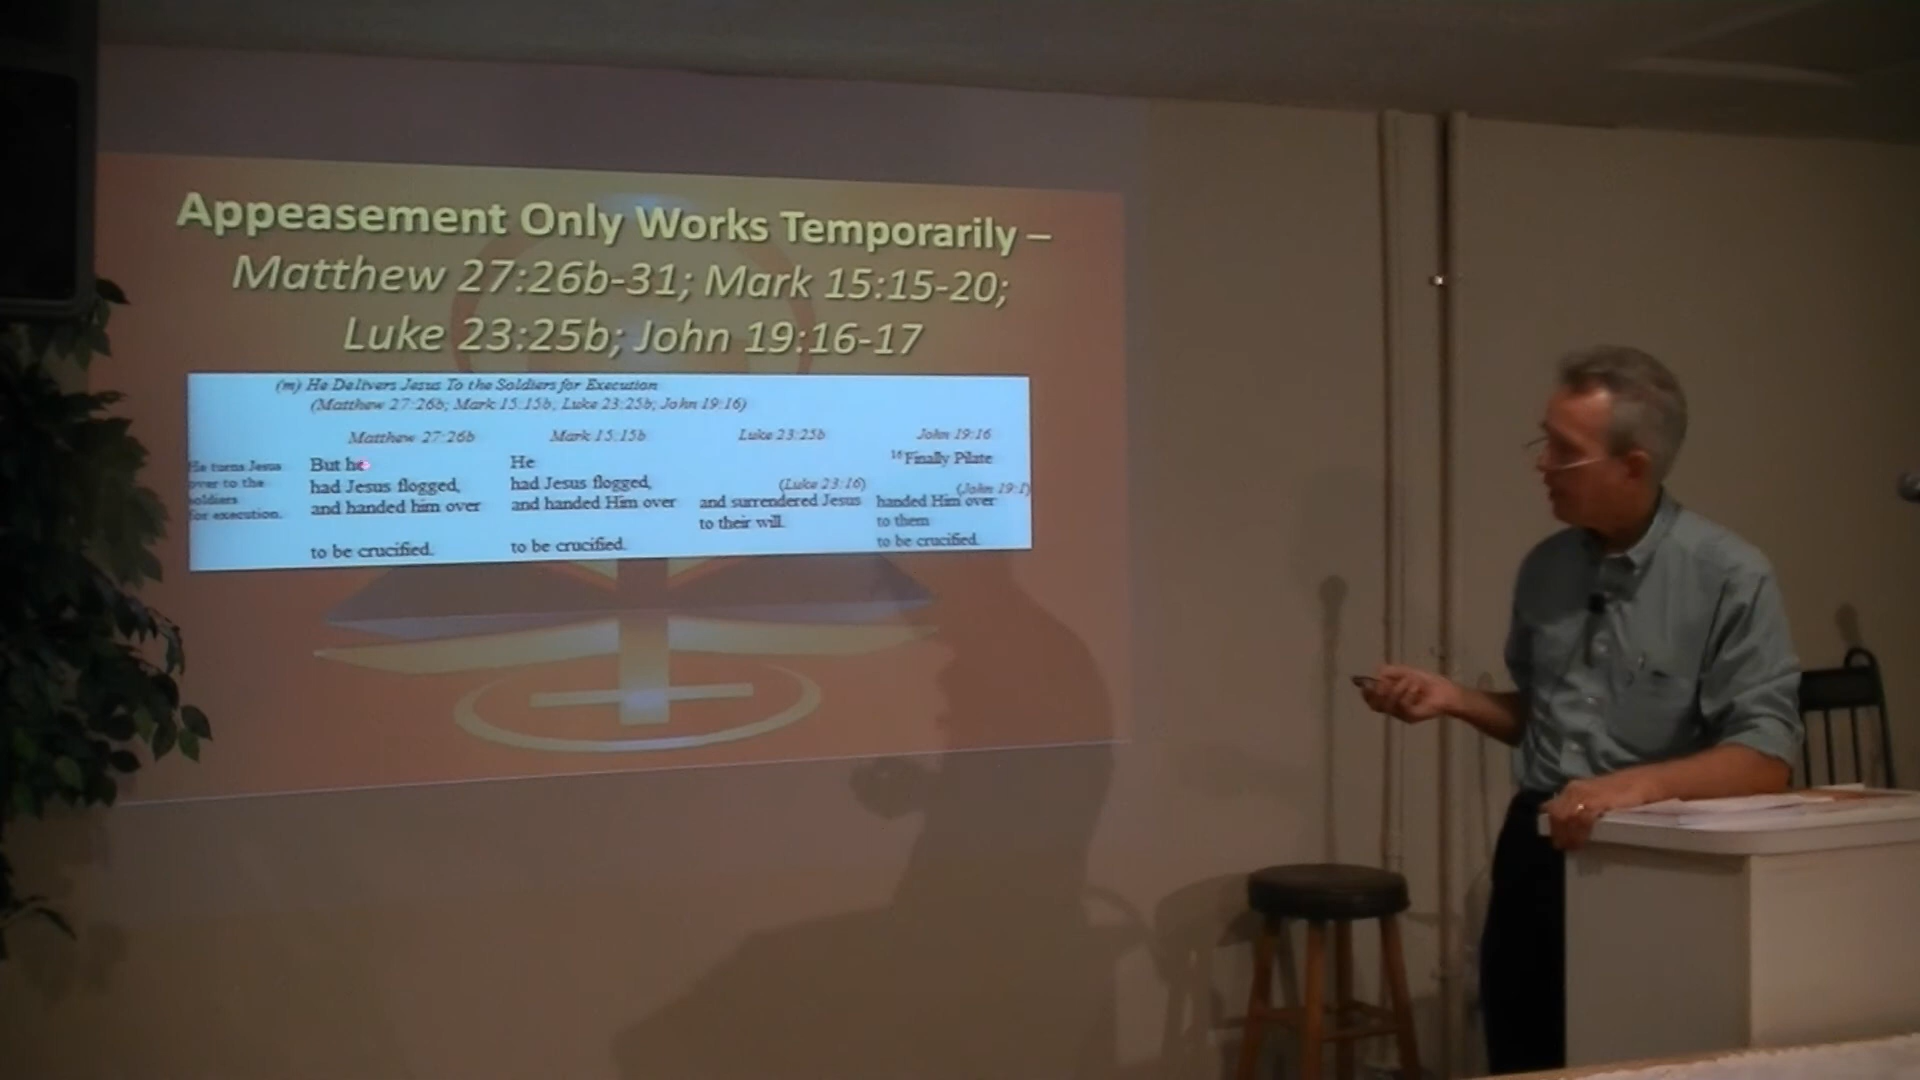 Appeasement Only Works Temporarily –
Matthew 27:26b-31; Mark 15:15-20;
Luke 23:25b; John 19:16-17
(m) He Delivers Jesus To the Soldiers for Execution
(Matthew 27:26b; Mark 15:15b; Luke 23:25b; John 19:16)
Matthew 27:26b
Mark 15:15b
Luke 23:25b
John 19:16
He turns Jesus
over to the
soldiers
for execution.
But he
had Jesus flogged,
and handed him over
to be crucified.
He
had Jesus flogged,
and handed Him over
to be crucified.
(Luke 23:16)
and surrendered Jesus
to their will.
16 Finally Pilate
(John 19:1)
handed Him over
to them
to be crucified.